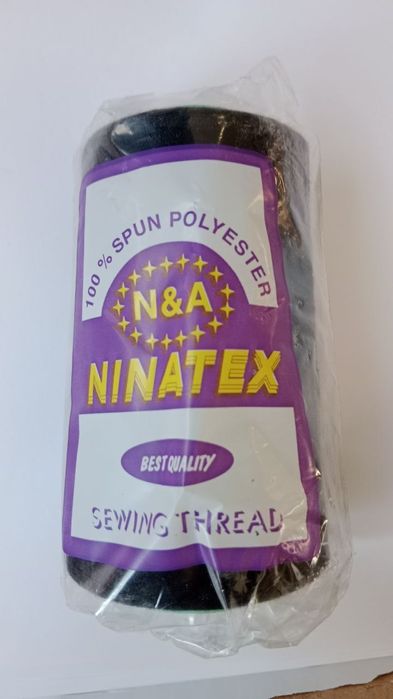 100 % SPUN POLYESTER
N&A
NINATEX
BEST QUALITY
SEWING THREAD